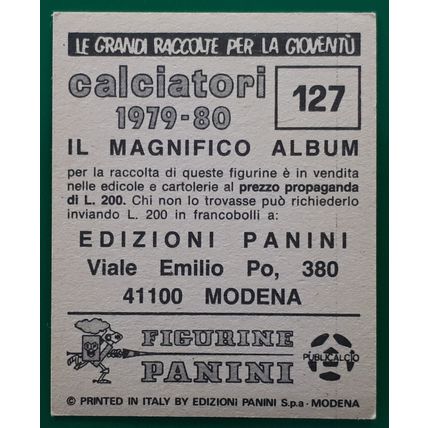 LE GRANDI RACCOLTE PER LA GIOVENTÙ
calciatori
1979-80
127
IL MAGNIFICO ALBUM
per la raccolta di queste figurine è in vendita
nelle edicole e cartolerie al prezzo propaganda
di L. 200. Chi non lo trovasse può richiederlo
inviando L. 200 in francobolli a:
EDIZIONI PANINI
Viale Emilio Po, 380
41100 MODENA
FIGURINE
PANINI
PUBLICALCIO
© PRINTED IN ITALY BY EDIZIONI PANINI S.p.a - MODENA